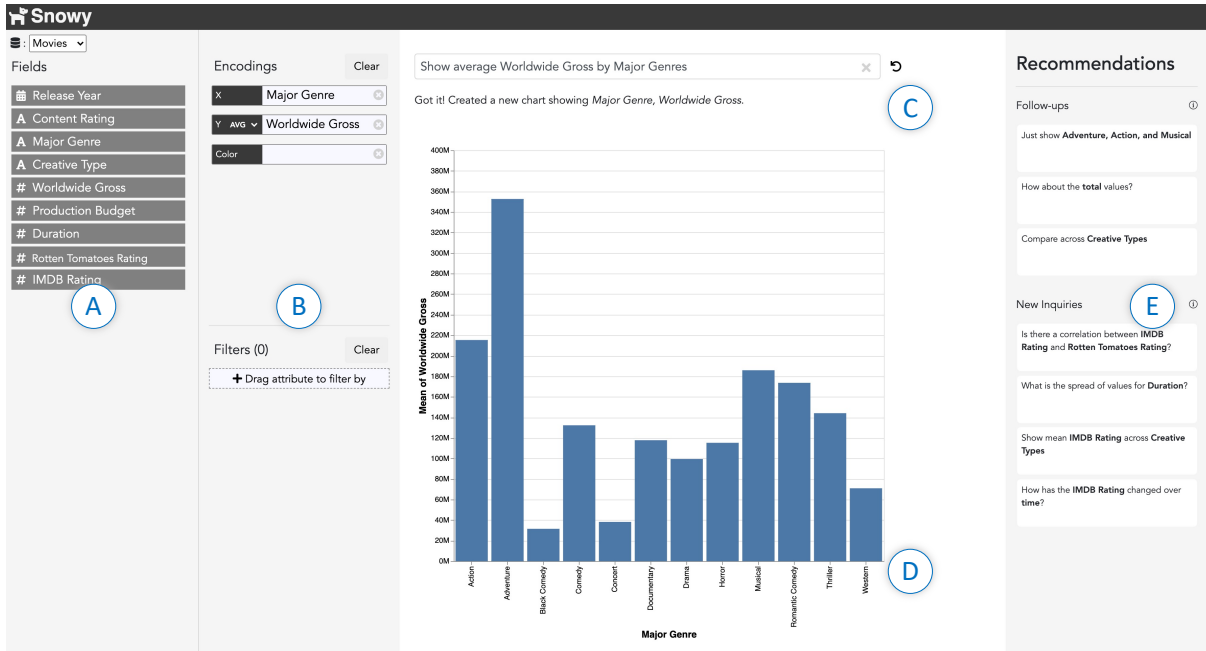 Snowy
: Movies
Fields
Release Year
A Content Rating
A Major Genre
A Creative Type
# Worldwide Gross
# Production Budget
# Duration
# Rotten Tomatoes Rating
# IMDB Rating
A
Encodings
Clear
X Major Genre
Y AVG Worldwide Gross
Color
B
Filters (0)
Clear
+ Drag attribute to filter by
Show average Worldwide Gross by Major Genres
Got it! Created a new chart showing Major Genre, Worldwide Gross.
C
Mean of Worldwide Gross
400M
380M
360M
340M
320M
300M
280M
260M
240M
220M
200M
180M
160M
140M
120M
100M
80M
60M
40M
20M
0M
Action
Adventure
Black Comedy
Comedy
Concert
Documentary
Drama
Horror
Musical
Romantic Comedy
Thriller
Western
Major Genre
D
Recommendations
Follow-ups
Just show Adventure, Action, and Musical
How about the total values?
Compare across Creative Types
New Inquiries
E
Is there a correlation between IMDB
Rating and Rotten Tomatoes Rating?
What is the spread of values for Duration?
Show mean IMDB Rating across Creative
Types
How has the IMDB Rating changed over
time?